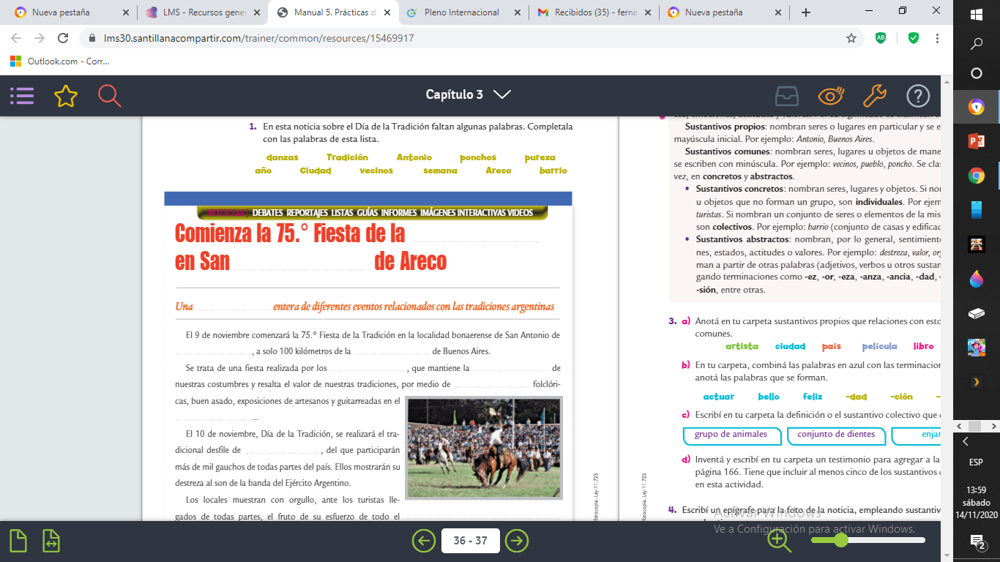 Nueva pestaña
LMS - Recursos gener
Manual 5. Prácticas d
Pleno Internacional
Recibidos (35) - ferna
Nueva pestaña
lms30.santillanacompartir.com/trainer/common/resources/15469917
Outlook.com - Corr...
Capítulo 3
1. En esta noticia sobre el Día de la Tradición faltan algunas palabras. Completala
con las palabras de esta lista.
danzas Tradición Antonio ponchos pureza
año Ciudad vecinos semana Areco barrio
NOTICIAS | DEBATES REPORTAJES LISTAS GUÍAS INFORMES IMÁGENES INTERACTIVAS VIDEOS
Comienza la 75.° Fiesta de la
en San de Areco
Una entera de diferentes eventos relacionados con las tradiciones argentinas
El 9 de noviembre comenzará la 75.° Fiesta de la Tradición en la localidad bonaerense de San Antonio de
, a solo 100 kilómetros de la de Buenos Aires.
Se trata de una fiesta realizada por los , que mantiene la de
nuestras costumbres y resalta el valor de nuestras tradiciones, por medio de folclóri-
cas, buen asado, exposiciones de artesanos y guitarreadas en el
...
El 10 de noviembre, Día de la Tradición, se realizará el tra-
dicional desfile de , del que participarán
más de mil gauchos de todas partes del país. Ellos mostrarán su
destreza al son de la banda del Ejército Argentino.
Los locales muestran con orgullo, ante los turistas lle-
gados de todas partes, el fruto de su esfuerzo de todo el
fotocopia. Ley 11.723
fotocopia. Ley 11.723
Sustantivos propios: nombran seres o lugares en particular y se e
mayúscula inicial. Por ejemplo: Antonio, Buenos Aires.
Sustantivos comunes: nombran seres, lugares u objetos de mane
se escriben con minúscula. Por ejemplo: vecinos, pueblo, poncho. Se clas
vez, en concretos y abstractos.
• Sustantivos concretos: nombran seres, lugares y objetos. Si nor
u objetos que no forman un grupo, son individuales. Por ejem
turistas. Si nombran un conjunto de seres o elementos de la mis
son colectivos. Por ejemplo: barrio (conjunto de casas y edificac
• Sustantivos abstractos: nombran, por lo general, sentimiento
nes, estados, actitudes o valores. Por ejemplo: destreza, valor, org
man a partir de otras palabras (adjetivos, verbos u otros sustan
gando terminaciones como -ez, -or, -eza, -anza, -ancia, -dad, -
-sión, entre otras.
3. a) Anotá en tu carpeta sustantivos propios que relaciones con esto
comunes.
artista ciudad país película libro
b) En tu carpeta, combiná las palabras en azul con las terminacion
anotá las palabras que se forman.
actuar bello feliz -dad -ción -
c) Escribí en tu carpeta la definición o el sustantivo colectivo que
grupo de animales conjunto de dientes enjar
d) Inventá y escribí en tu carpeta un testimonio para agregar a la
página 166. Tiene que incluir al menos cinco de los sustantivos
en esta actividad.
4. Escribí un epígrafe para la foto de la noticia, empleando sustantiv
Activar Windows
Ve a Configuración para activar Windows.
36 - 37
ESP
13:59
sábado
14/11/2020
2